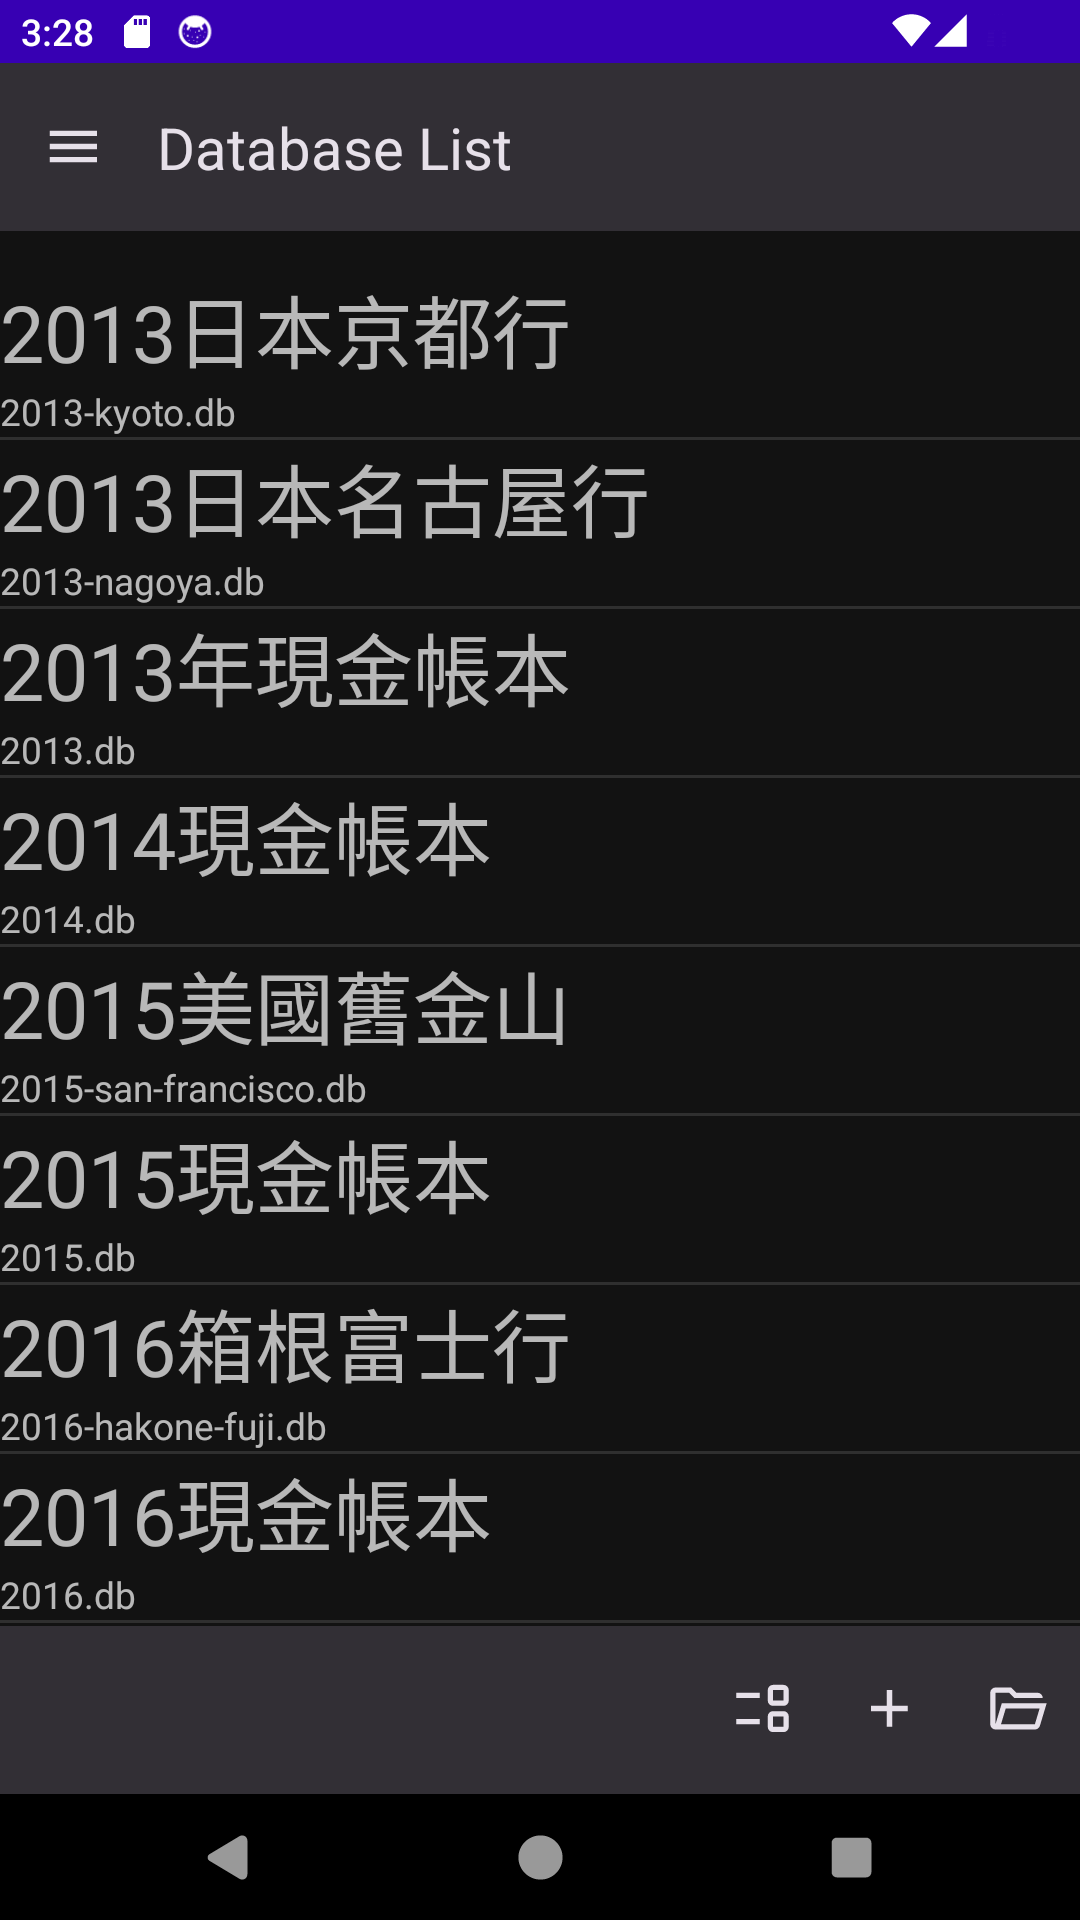 3:28
Database List
2013日本京都行
2013-kyoto.db
2013日本名古屋行
2013-nagoya.db
2013年現金帳本
2013.db
2014現金帳本
2014.db
2015美國舊金山
2015-san-francisco.db
2015現金帳本
2015.db
2016箱根富士行
2016-hakone-fuji.db
2016現金帳本
2016.db